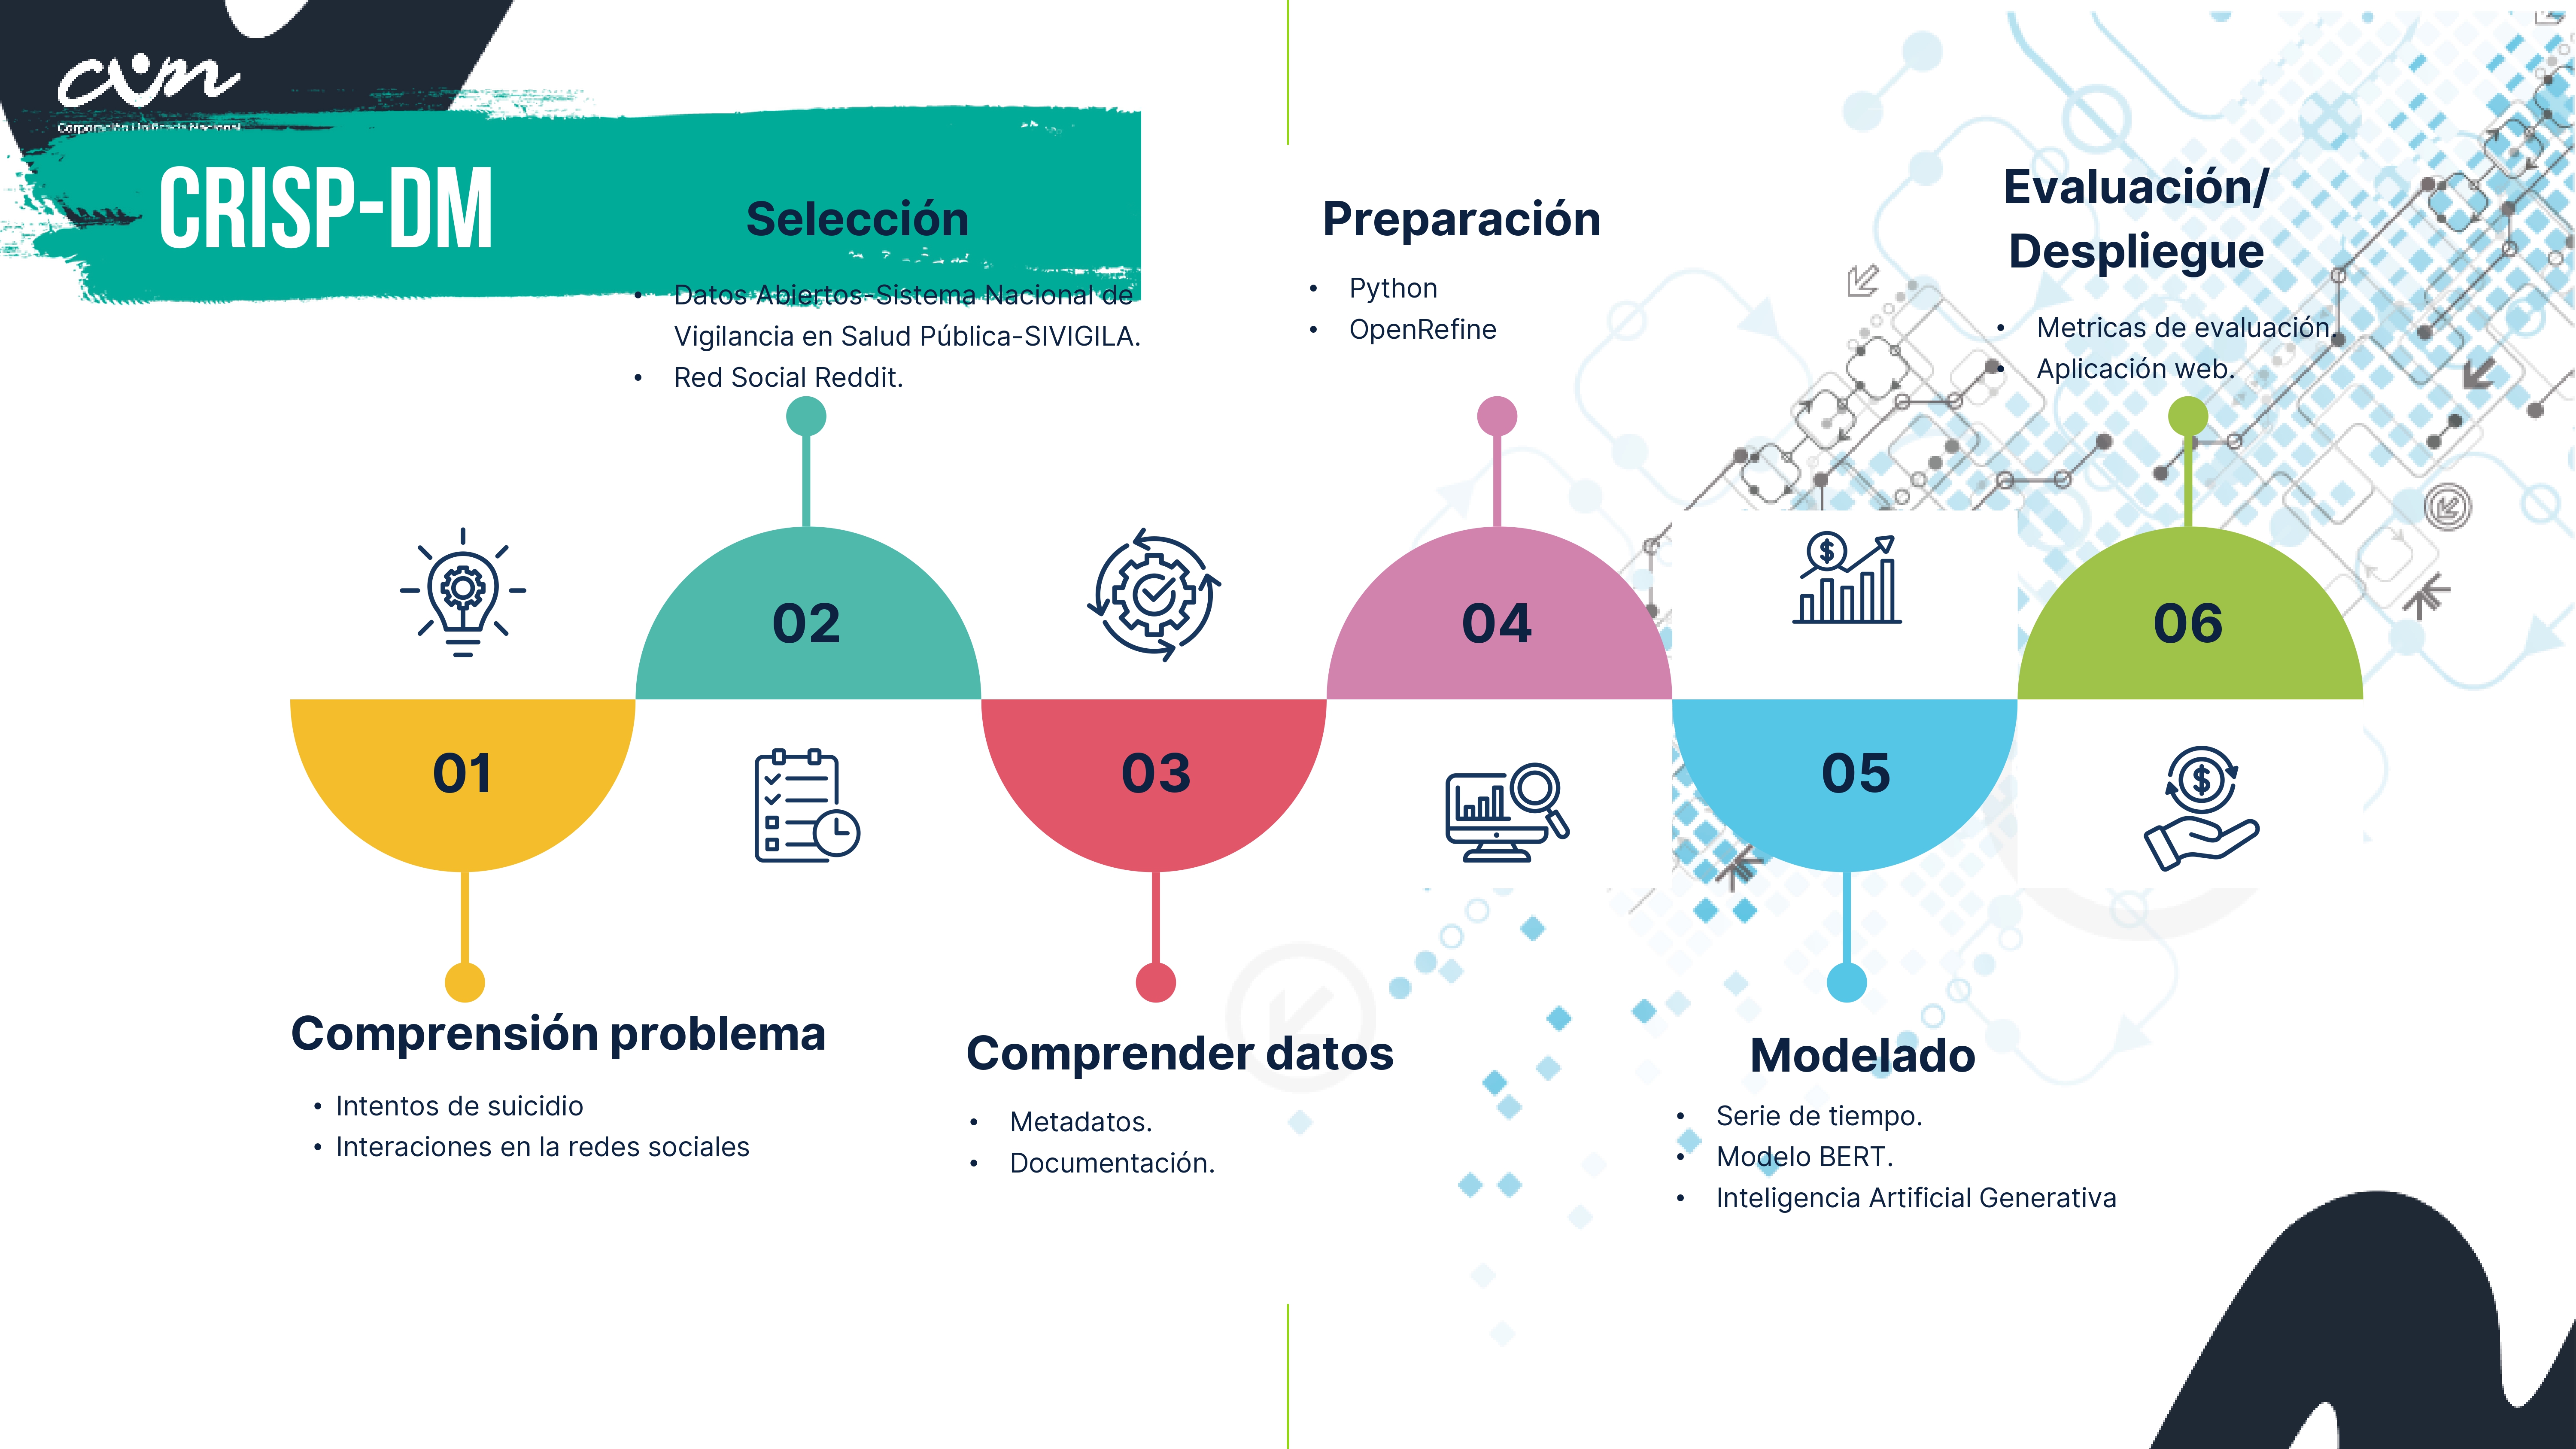 cun
Corporación Unificada Nacional
CRISP-DM
Selección
• Datos Abiertos-Sistema Nacional de
Vigilancia en Salud Pública-SIVIGILA.
• Red Social Reddit.
Preparación
• Python
• OpenRefine
Evaluación/
Despliegue
• Metricas de evaluación.
• Aplicación web.
02
04
06
01
03
05
Comprensión problema
• Intentos de suicidio
• Interaciones en la redes sociales
Comprender datos
• Metadatos.
• Documentación.
Modelado
• Serie de tiempo.
• Modelo BERT.
• Inteligencia Artificial Generativa